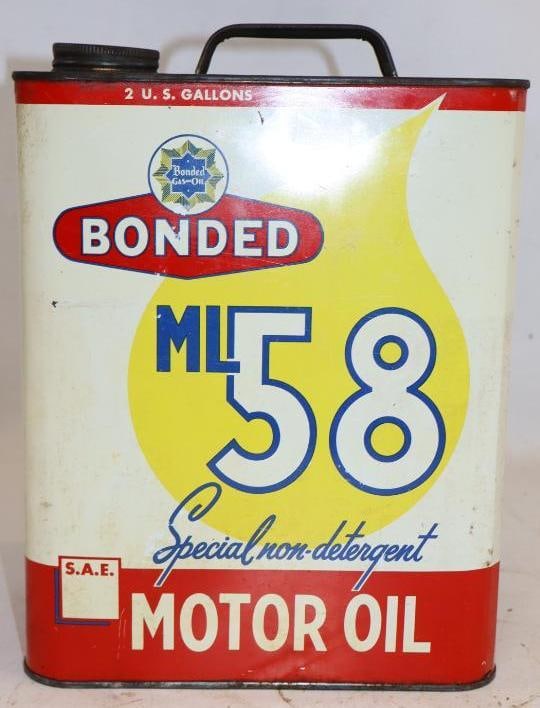 2 U. S. GALLONS
Bonded
GAS-OIL
BONDED
ML 58
Special non-detergent
S.A.E.
MOTOR OIL